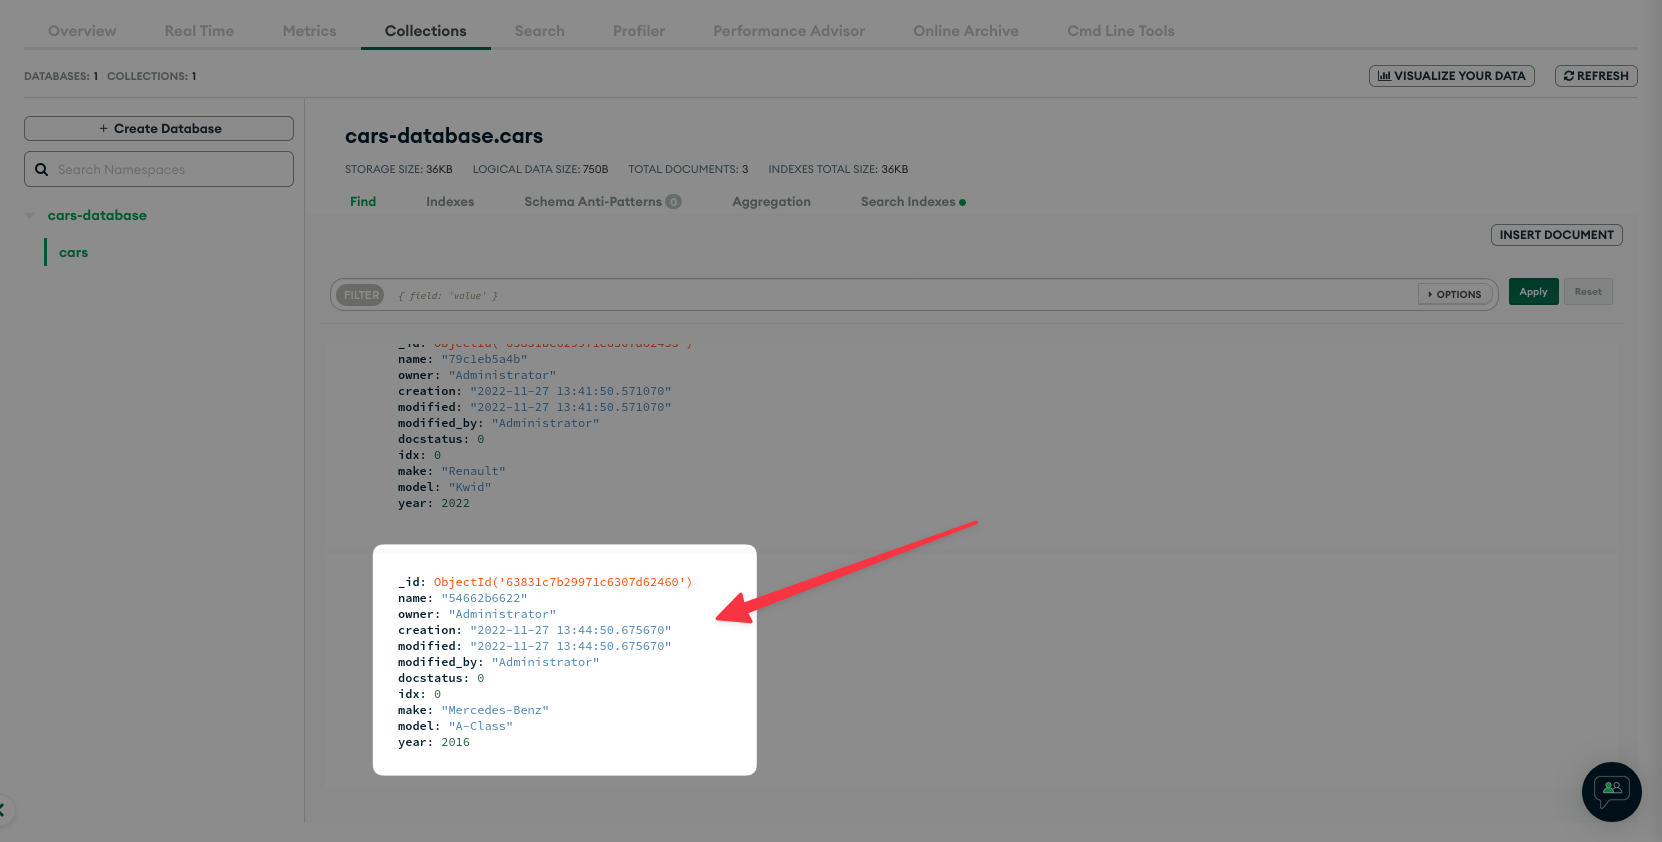 Overview Real Time Metrics Collections Search Profiler Performance Advisor Online Archive Cmd Line Tools
DATABASES: 1 COLLECTIONS: 1
VISUALIZE YOUR DATA REFRESH
+ Create Database
Search Namespaces
cars-database
cars
cars-database.cars
STORAGE SIZE: 36KB LOGICAL DATA SIZE: 750B TOTAL DOCUMENTS: 3 INDEXES TOTAL SIZE: 36KB
Find Indexes Schema Anti-Patterns 0 Aggregation Search Indexes
INSERT DOCUMENT
FILTER { field: 'value' } OPTIONS Apply Reset
name: "79c1eb5a4b"
owner: "Administrator"
creation: "2022-11-27 13:41:50.571070"
modified: "2022-11-27 13:41:50.571070"
modified_by: "Administrator"
docstatus: 0
idx: 0
make: "Renault"
model: "Kwid"
year: 2022
_id: ObjectId('63831c7b29971c6307d62460')
name: "54662b6622"
owner: "Administrator"
creation: "2022-11-27 13:44:50.675670"
modified: "2022-11-27 13:44:50.675670"
modified_by: "Administrator"
docstatus: 0
idx: 0
make: "Mercedes-Benz"
model: "A-Class"
year: 2016